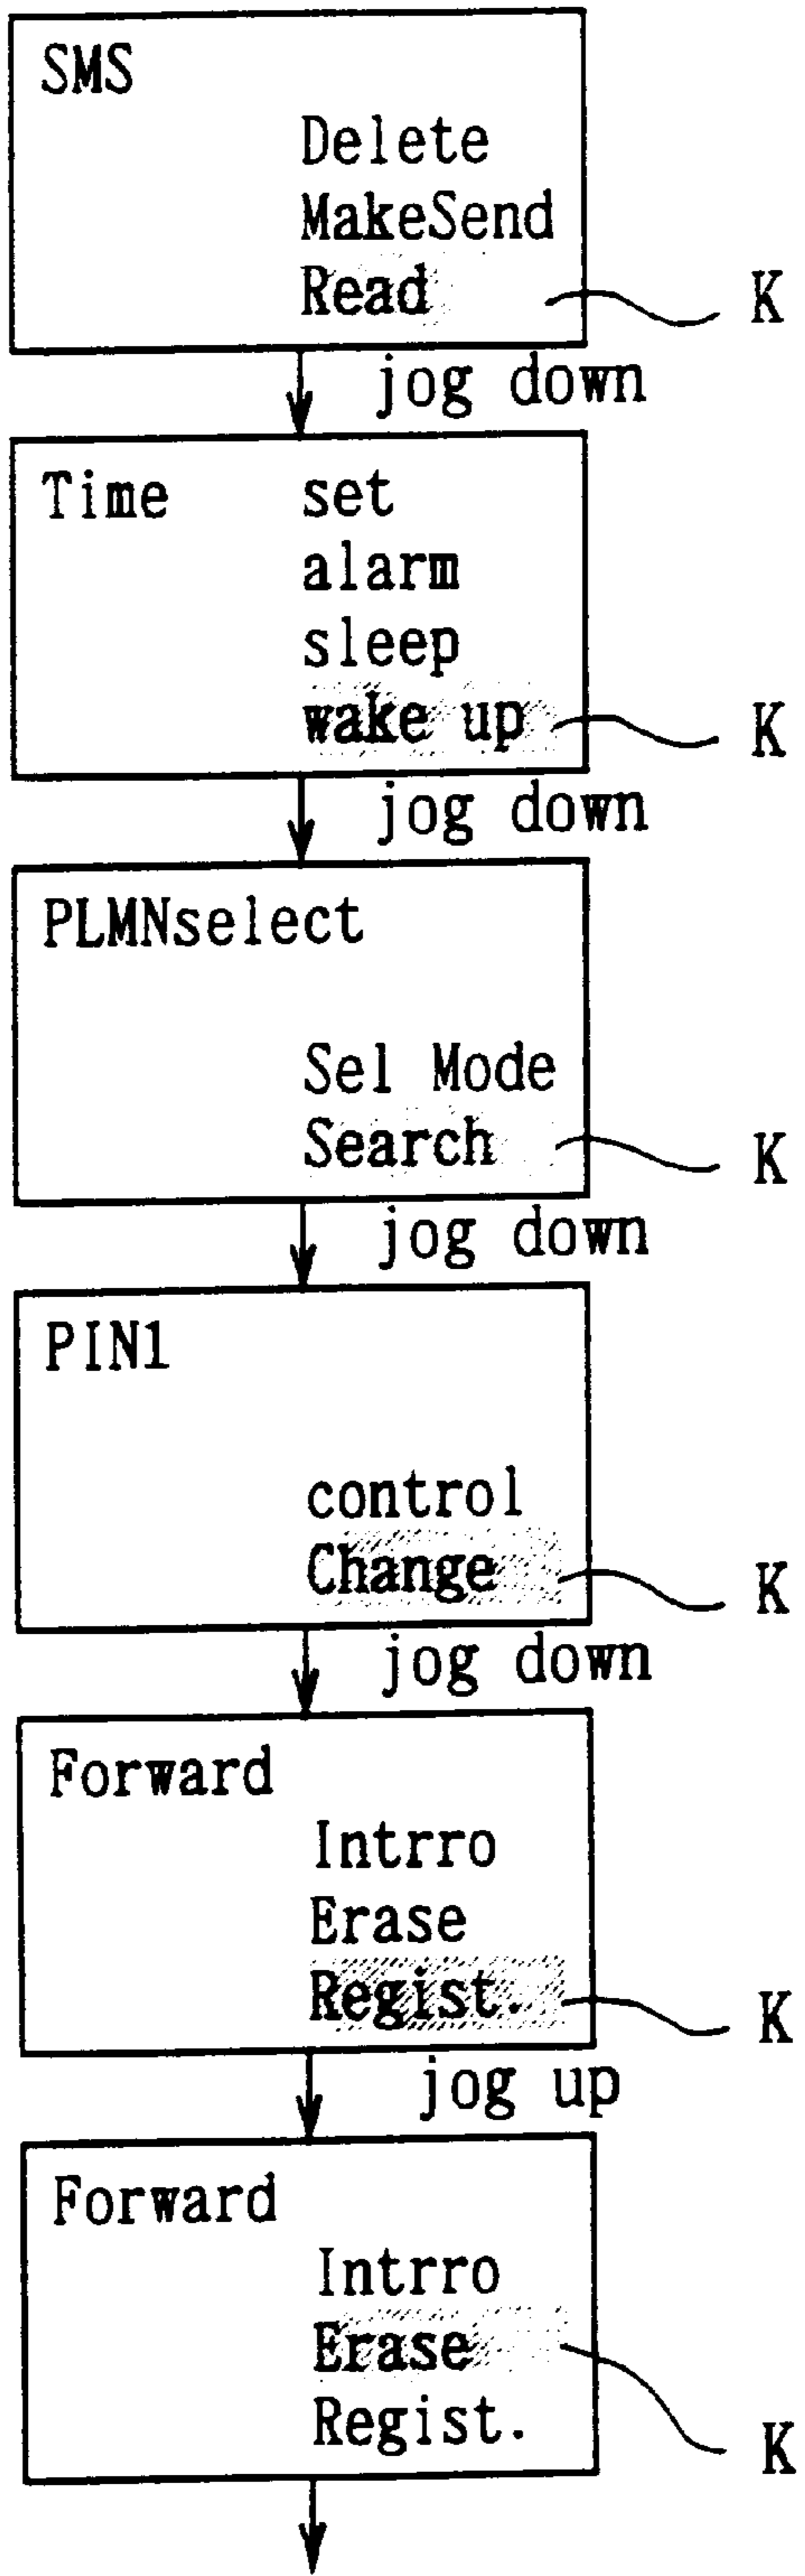 SMS
Delete
MakeSend
Read
K
jog down
Time set
alarm
sleep
wake up
K
jog down
PLMNselect
Sel Mode
Search
K
jog down
PIN1
control
Change
K
jog down
Forward
Intrro
Erase
Regist.
K
jog up
Forward
Intrro
Erase
Regist.
K